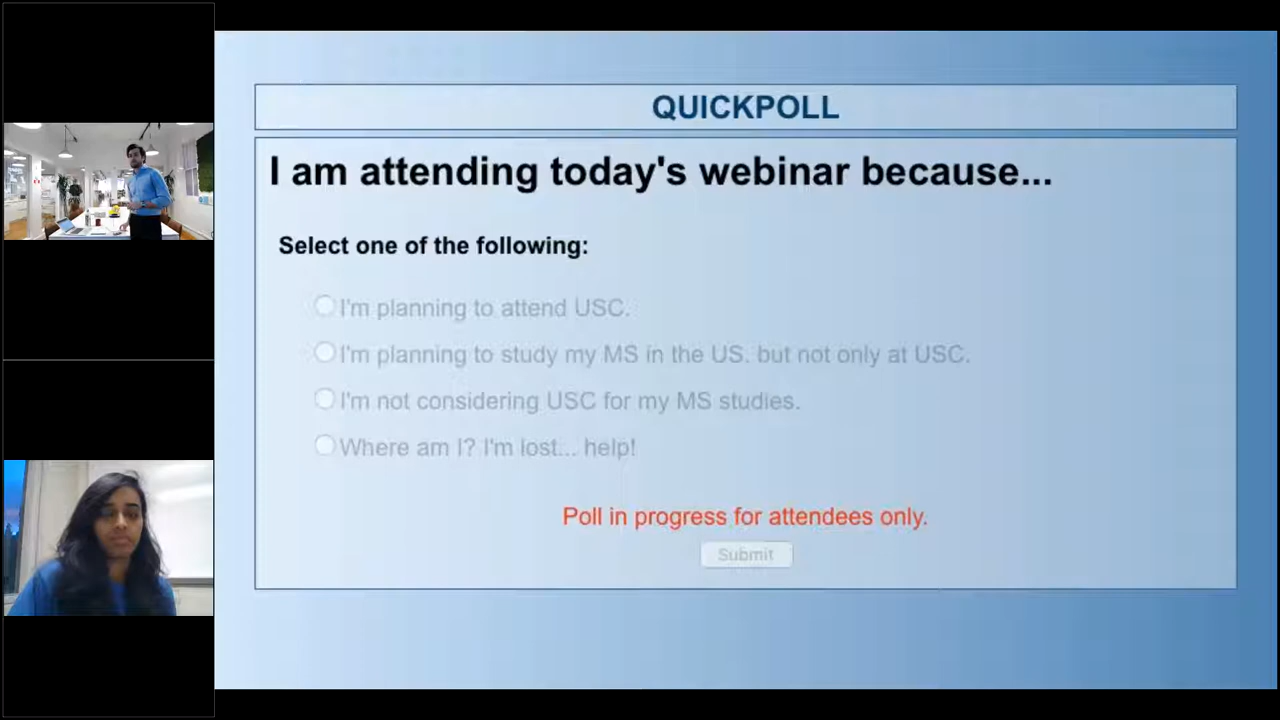 QUICKPOLL
I am attending today's webinar because...
Select one of the following:
I'm planning to attend USC.
I'm planning to study my MS in the US. but not only at USC.
I'm not considering USC for my MS studies.
Where am I? I'm lost... help!
Poll in progress for attendees only.
Submit